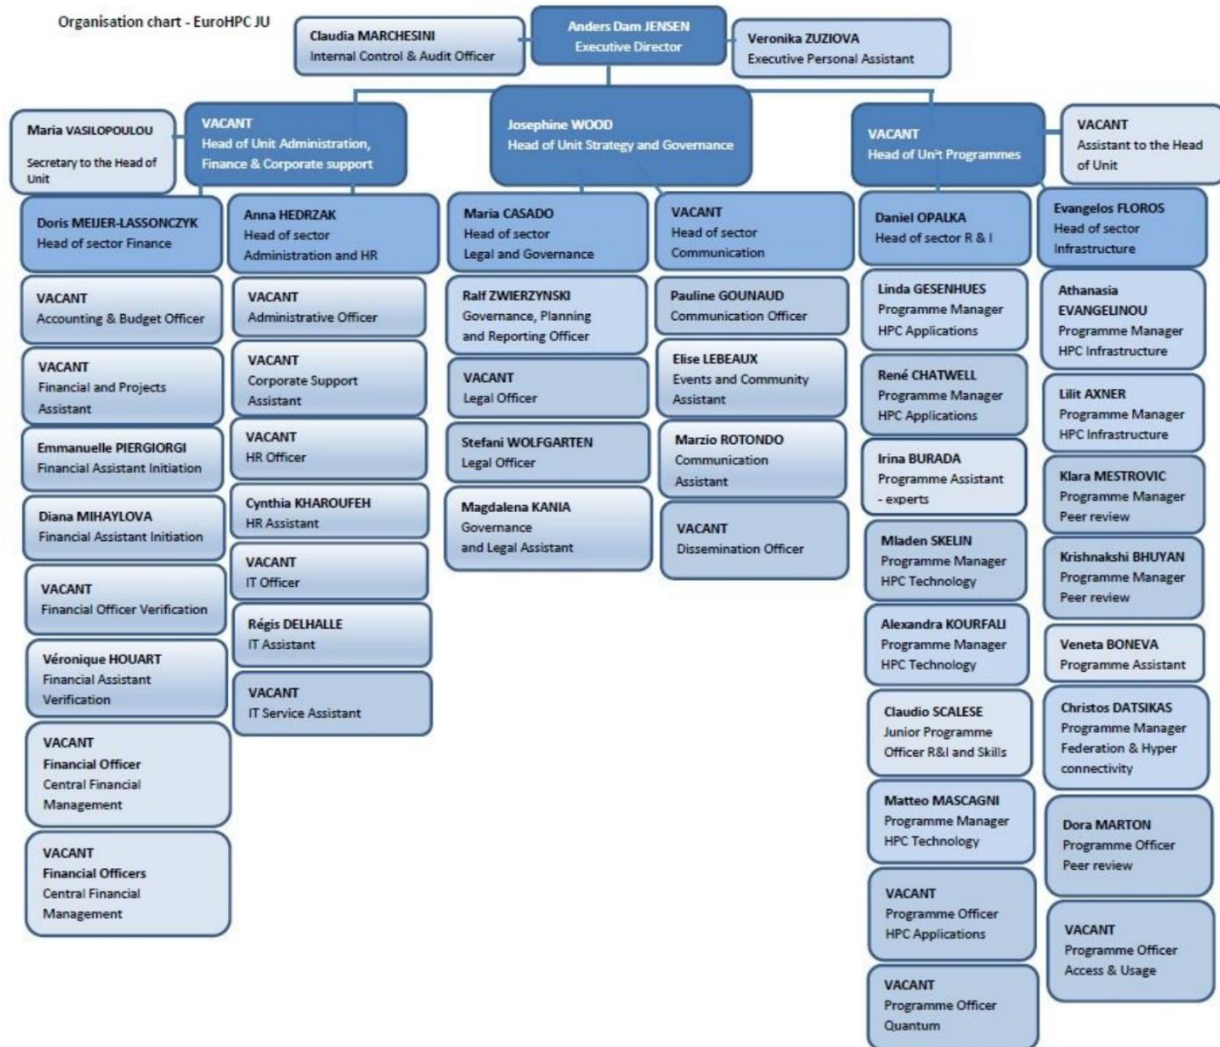 Organisation chart - EuroHPC JU
Claudia MARCHESINI
Internal Control & Audit Officer
Anders Dam JENSEN
Executive Director
Veronika ZUZIOVA
Executive Personal Assistant
Maria VASILOPOULOU
Secretary to the Head of
Unit
VACANT
Head of Unit Administration,
Finance & Corporate support
Josephine WOOD
Head of Unit Strategy and Governance
VACANT
Head of Unit Programmes
VACANT
Assistant to the Head
of Unit
Doris MEIJER-LASSONCZYK
Head of sector Finance
VACANT
Accounting & Budget Officer
VACANT
Financial and Projects
Assistant
Emmanuelle PIERGIORGI
Financial Assistant Initiation
Diana MIHAYLOVA
Financial Assistant Initiation
VACANT
Financial Officer Verification
Véronique HOUART
Financial Assistant
Verification
VACANT
Financial Officer
Central Financial
Management
VACANT
Financial Officers
Central Financial
Management
Anna HEDRZAK
Head of sector
Administration and HR
VACANT
Administrative Officer
VACANT
Corporate Support
Assistant
VACANT
HR Officer
Cynthia KHAROUFEH
HR Assistant
VACANT
IT Officer
Régis DELHALLE
IT Assistant
VACANT
IT Service Assistant
Maria CASADO
Head of sector
Legal and Governance
Ralf ZWIERZYNSKI
Governance, Planning
and Reporting Officer
VACANT
Legal Officer
Stefani WOLFGARTEN
Legal Officer
Magdalena KANIA
Governance
and Legal Assistant
VACANT
Head of sector
Communication
Pauline GOUNAUD
Communication Officer
Elise LEBEAUX
Events and Community
Assistant
Marzio ROTONDO
Communication
Assistant
VACANT
Dissemination Officer
Daniel OPALKA
Head of sector R & I
Linda GESENHUES
Programme Manager
HPC Applications
René CHATWELL
Programme Manager
HPC Applications
Irina BURADA
Programme Assistant
- experts
Mladen SKELIN
Programme Manager
HPC Technology
Alexandra KOURFALI
Programme Manager
HPC Technology
Claudio SCALESE
Junior Programme
Officer R&I and Skills
Matteo MASCAGNI
Programme Manager
HPC Technology
VACANT
Programme Officer
HPC Applications
VACANT
Programme Officer
Quantum
Evangelos FLOROS
Head of sector
Infrastructure
Athanasia
EVANGELINOU
Programme Manager
HPC Infrastructure
Lilit AXNER
Programme Manager
HPC Infrastructure
Klara MESTROVIC
Programme Manager
Peer review
Krishnakshi BHUYAN
Programme Manager
Peer review
Veneta BONEVA
Programme Assistant
Christos DATSIKAS
Programme Manager
Federation & Hyper
connectivity
Dora MARTON
Programme Officer
Peer review
VACANT
Programme Officer
Access & Usage